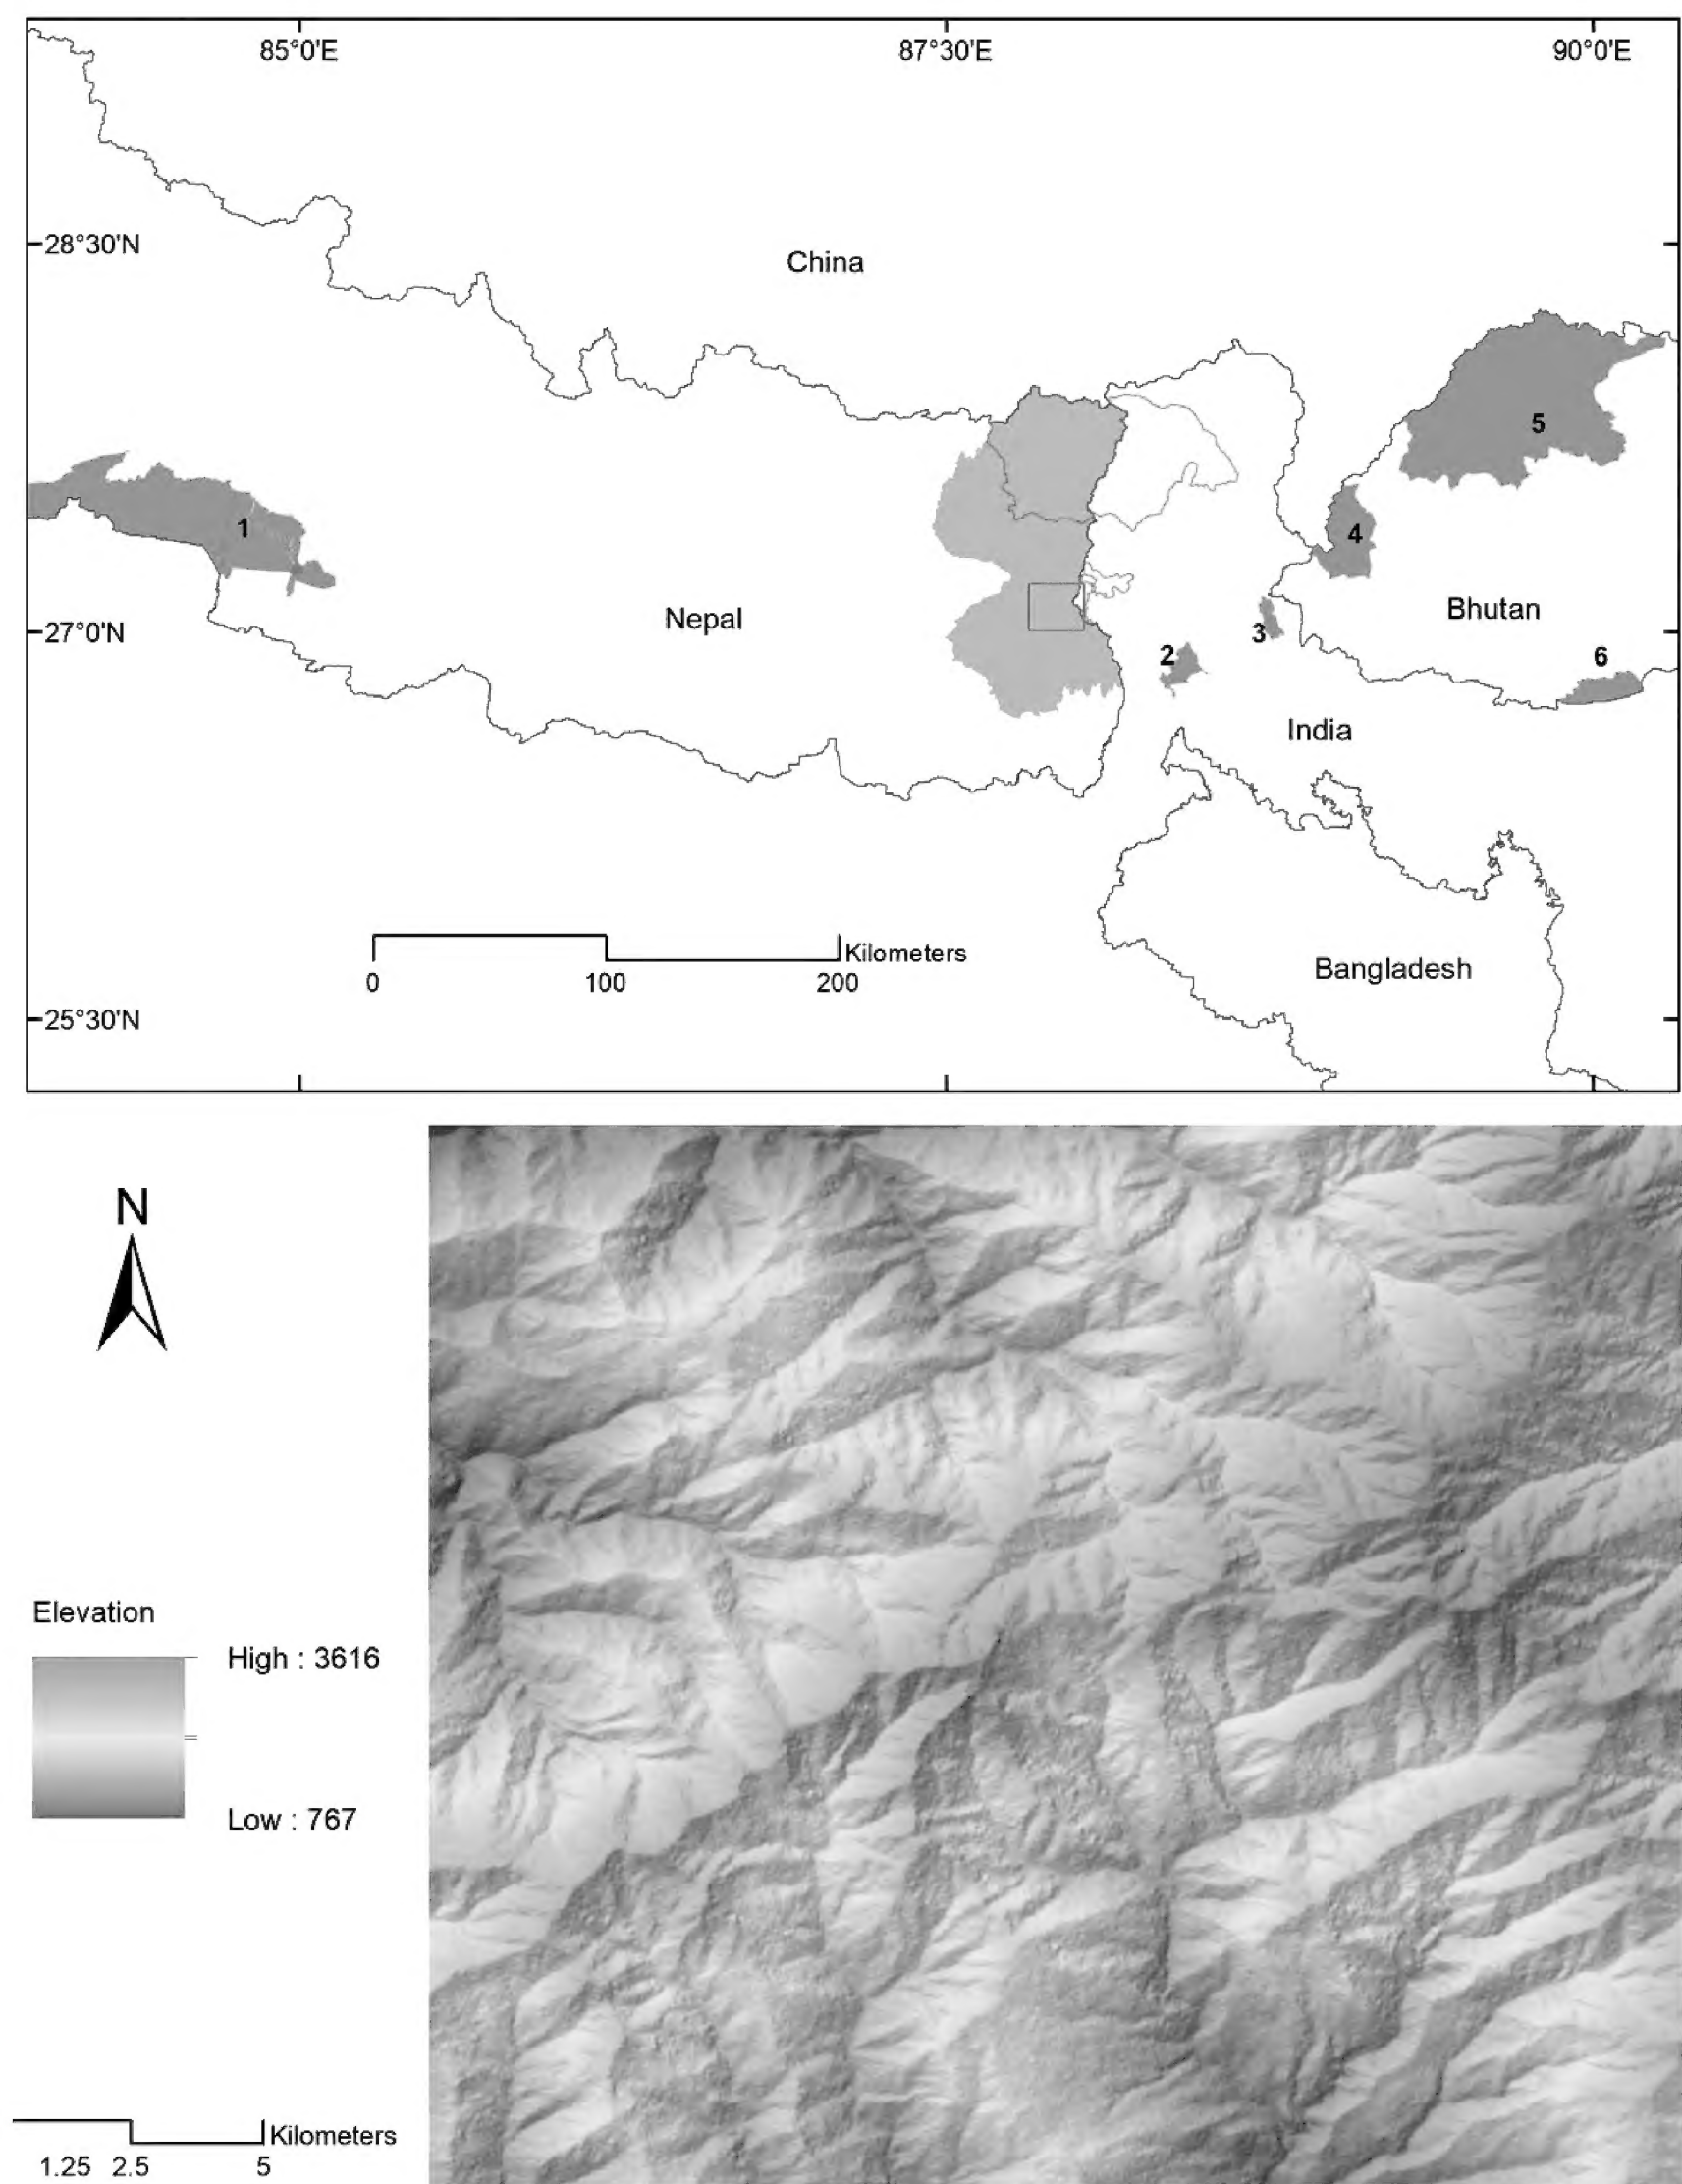 85°0'E 87°30'E 90°0'E
28°30'N
China
5
4
1
27°0'N
Nepal
Bhutan
3
2
6
India
Kilometers
0 100 200
Bangladesh
25°30'N
N
Elevation
High : 3616
Low : 767
Kilometers
1.25 2.5 5